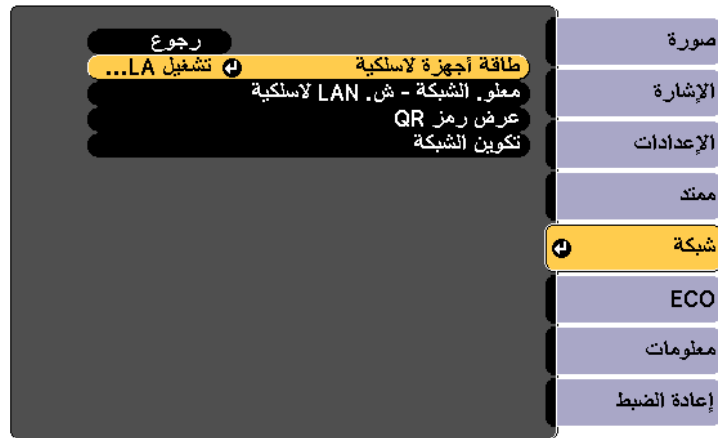 صورة
الإشارة
الإعدادات
ممتد
شبكة
ECO
معلومات
إعادة الضبط
رجوع
طاقة أجهزة لاسلكية تشغيل LA...
معلو. الشبكة - ش. LAN لاسلكية
عرض رمز QR
تكوين الشبكة